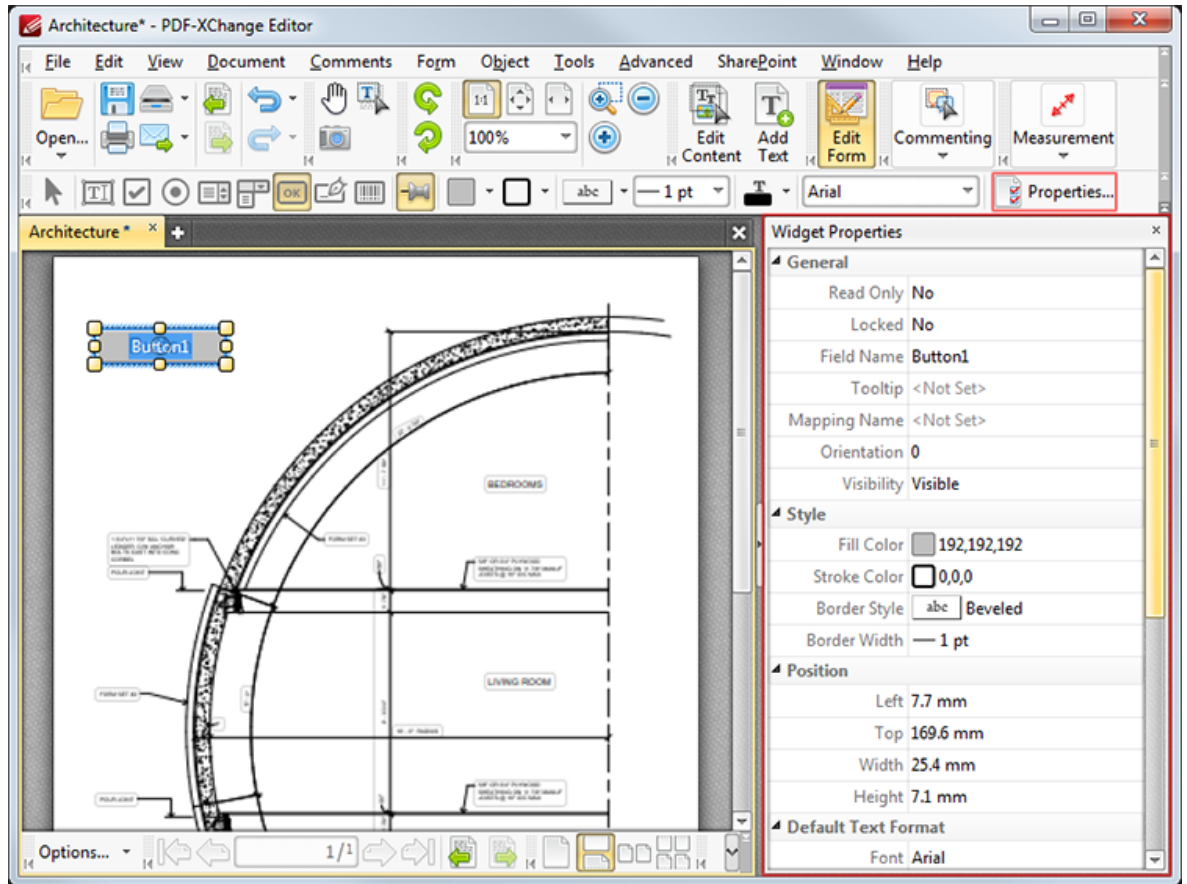 Architecture* - PDF-XChange Editor
File Edit View Document Comments Form Object Tools Advanced SharePoint Window Help
Open...
1:1
100%
Edit Content
Add Text
Edit Form
Commenting
Measurement
OK
abc
1 pt
Arial
Properties...
Architecture *
Widget Properties
General
Read Only No
Locked No
Field Name Button1
Tooltip <Not Set>
Mapping Name <Not Set>
Orientation 0
Visibility Visible
Style
Fill Color 192,192,192
Stroke Color 0,0,0
Border Style abc Beveled
Border Width 1 pt
Position
Left 7.7 mm
Top 169.6 mm
Width 25.4 mm
Height 7.1 mm
Default Text Format
Font Arial
Button1
BEDROOMS
LIVING ROOM
Options...
1/1